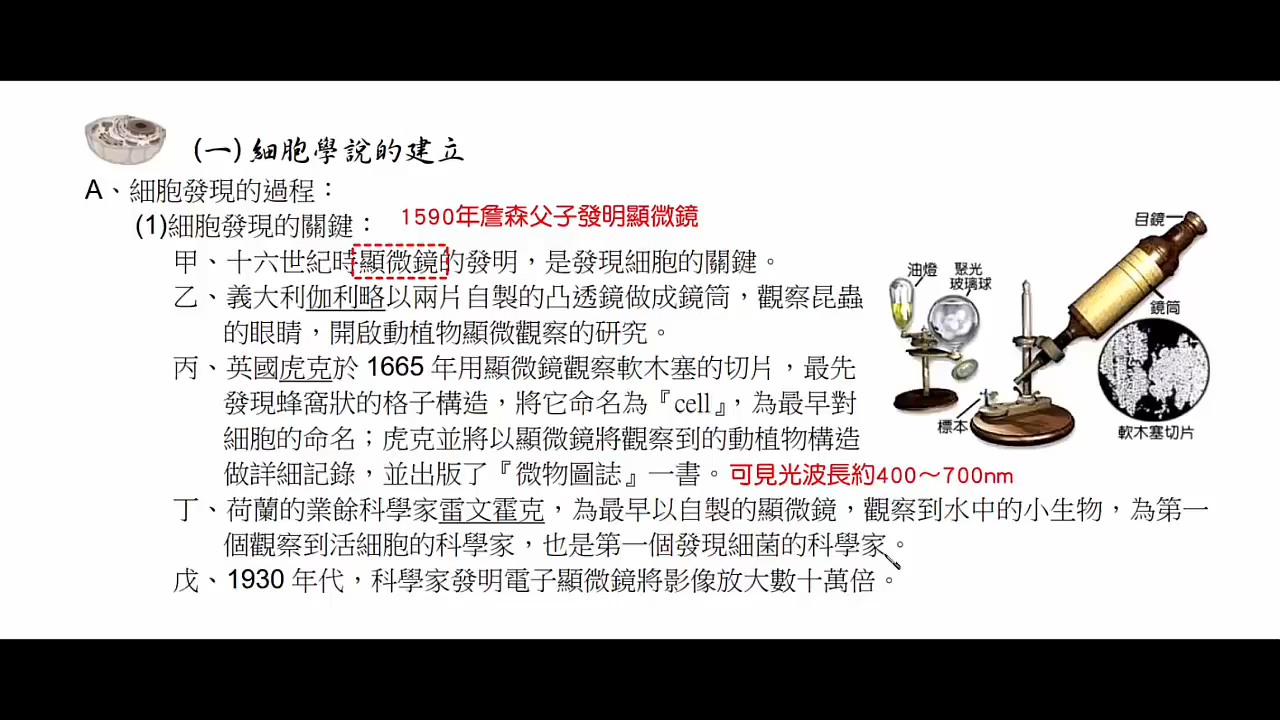 (一) 細胞學說的建立
A、細胞發現的過程：
(1)細胞發現的關鍵：
1590年詹森父子發明顯微鏡
甲、十六世紀時顯微鏡的發明，是發現細胞的關鍵。
乙、義大利伽利略以兩片自製的凸透鏡做成鏡筒，觀察昆蟲
的眼睛，開啟動植物顯微觀察的研究。
丙、英國虎克於 1665 年用顯微鏡觀察軟木塞的切片，最先
發現蜂窩狀的格子構造，將它命名為『cell』，為最早對
細胞的命名；虎克並將以顯微鏡將觀察到的動植物構造
做詳細記錄，並出版了『微物圖誌』一書。
可見光波長約400～700nm
丁、荷蘭的業餘科學家雷文霍克，為最早以自製的顯微鏡，觀察到水中的小生物，為第一
個觀察到活細胞的科學家，也是第一個發現細菌的科學家。
戊、1930 年代，科學家發明電子顯微鏡將影像放大數十萬倍。
目鏡
油燈
聚光
玻璃球
鏡筒
標本
軟木塞切片